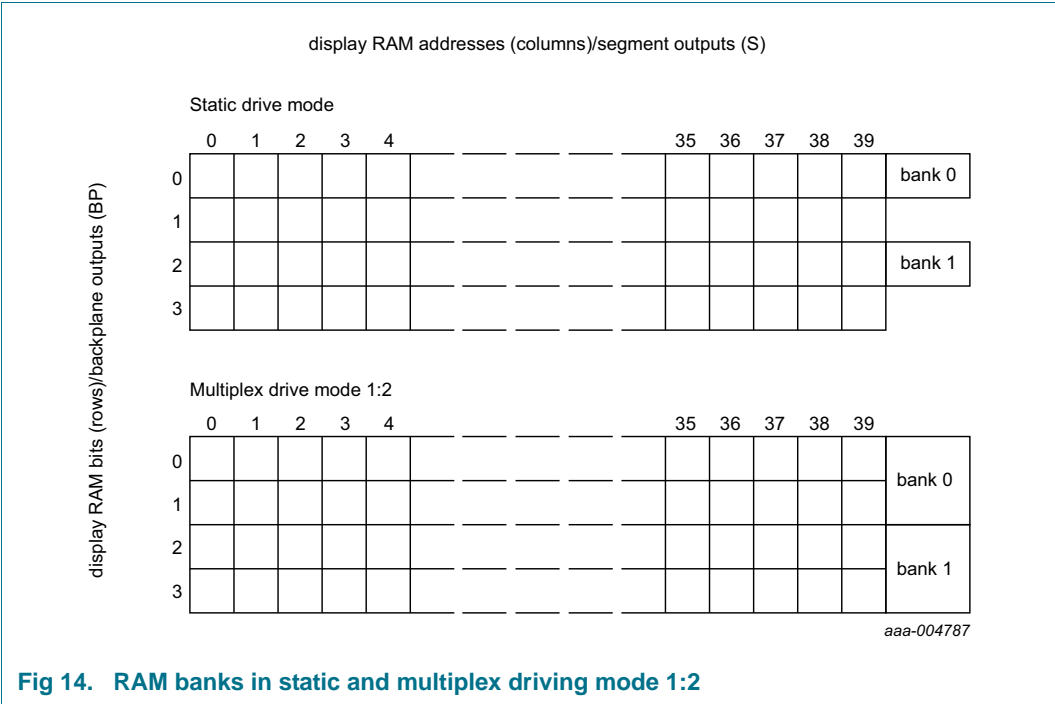 display RAM addresses (columns)/segment outputs (S)
display RAM bits (rows)/backplane outputs (BP)
Static drive mode
0 1 2 3 4 35 36 37 38 39
0 bank 0
1
2 bank 1
3
Multiplex drive mode 1:2
0 1 2 3 4 35 36 37 38 39
0
bank 0
1
2
bank 1
3
aaa-004787
Fig 14. RAM banks in static and multiplex driving mode 1:2